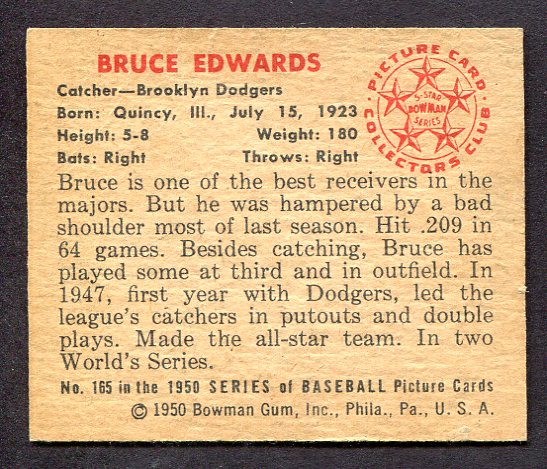 BRUCE EDWARDS
Catcher—Brooklyn Dodgers
Born: Quincy, Ill., July 15, 1923
Height: 5-8 Weight: 180
Bats: Right Throws: Right
PICTURE CARD
COLLECTORS CLUB
5-STAR
BOWMAN
SERIES
Bruce is one of the best receivers in the
majors. But he was hampered by a bad
shoulder most of last season. Hit .209 in
64 games. Besides catching, Bruce has
played some at third and in outfield. In
1947, first year with Dodgers, led the
league's catchers in putouts and double
plays. Made the all-star team. In two
World's Series.
No. 165 in the 1950 SERIES of BASEBALL Picture Cards
© 1950 Bowman Gum, Inc., Phila., Pa., U. S. A.